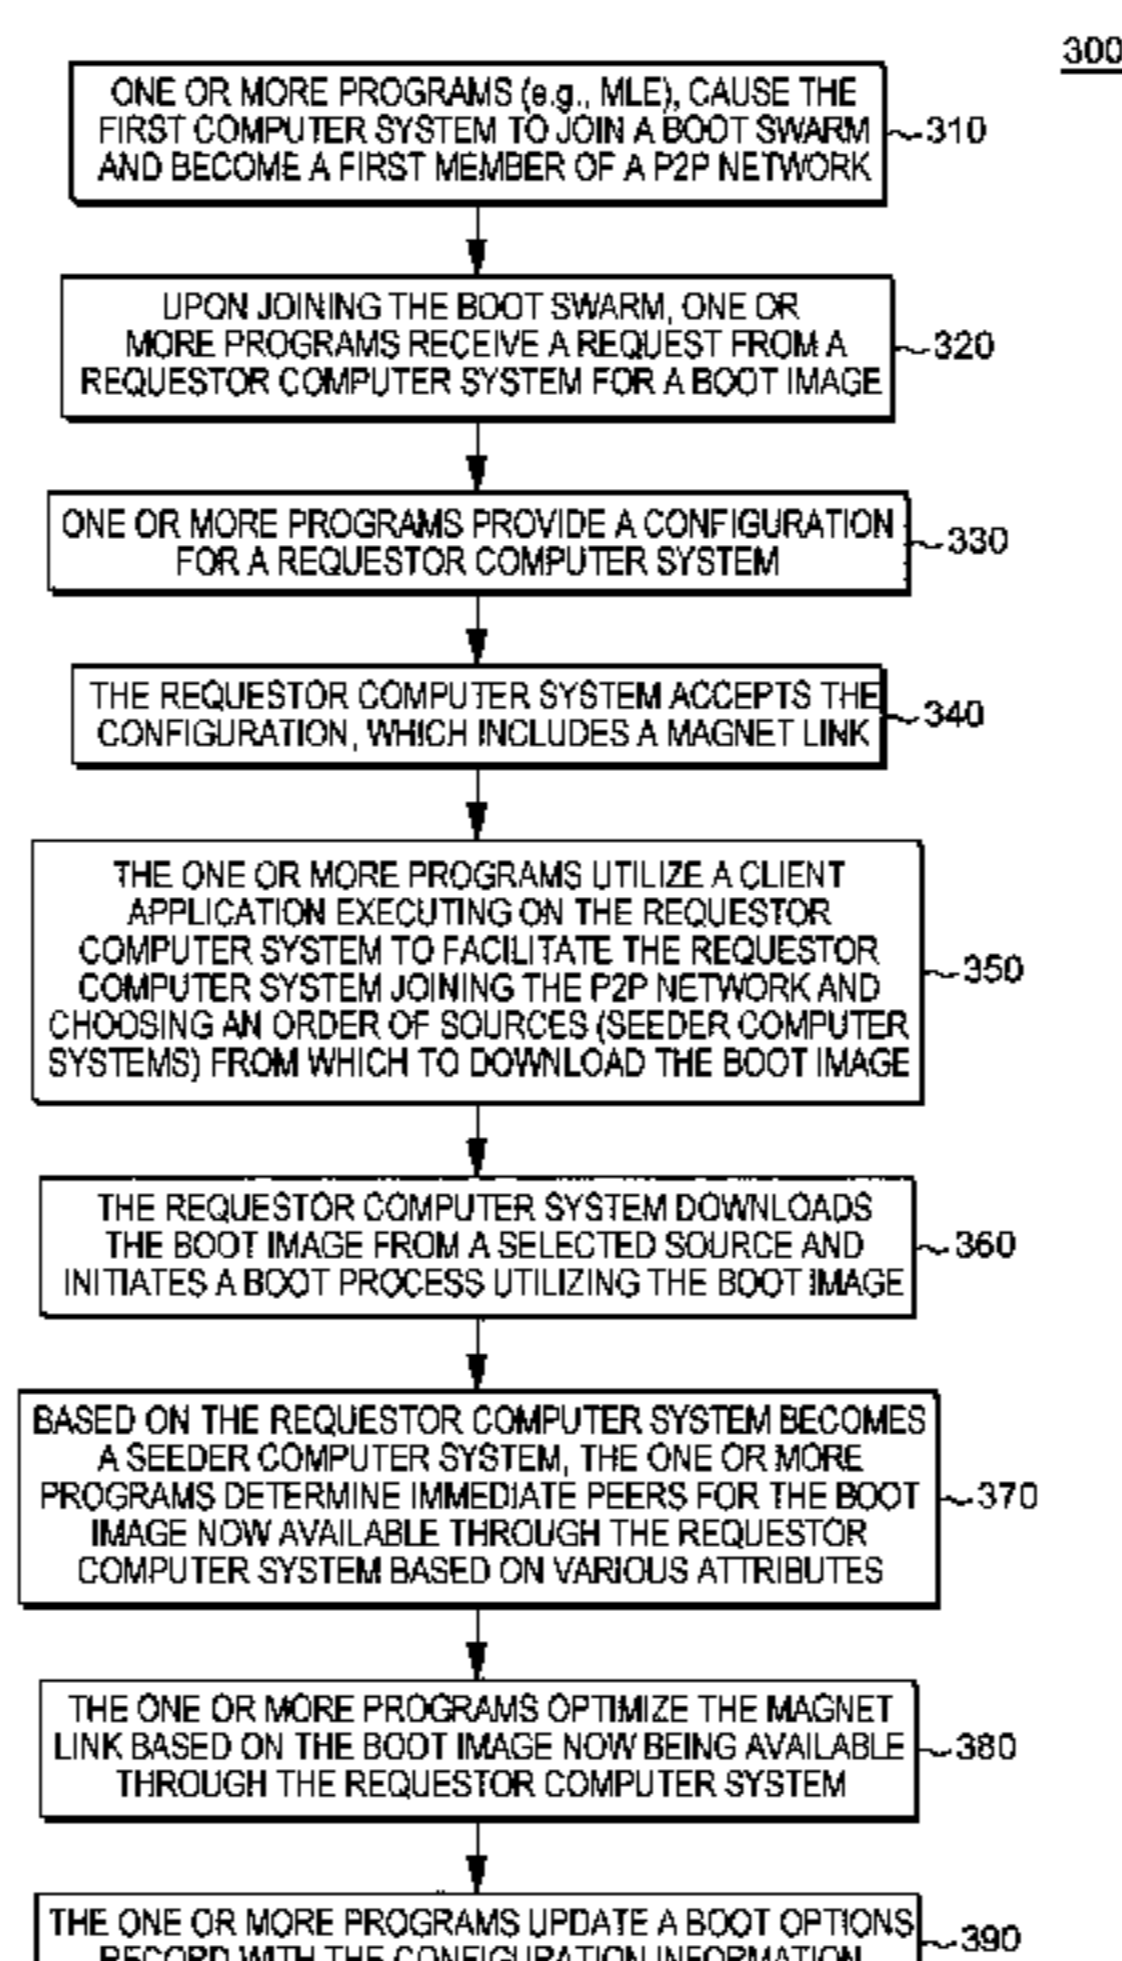 300
ONE OR MORE PROGRAMS (e.g., MLE), CAUSE THE
FIRST COMPUTER SYSTEM TO JOIN A BOOT SWARM
AND BECOME A FIRST MEMBER OF A P2P NETWORK
310
UPON JOINING THE BOOT SWARM, ONE OR
MORE PROGRAMS RECEIVE A REQUEST FROM A
REQUESTOR COMPUTER SYSTEM FOR A BOOT IMAGE
320
ONE OR MORE PROGRAMS PROVIDE A CONFIGURATION
FOR A REQUESTOR COMPUTER SYSTEM
330
THE REQUESTOR COMPUTER SYSTEM ACCEPTS THE
CONFIGURATION, WHICH INCLUDES A MAGNET LINK
340
THE ONE OR MORE PROGRAMS UTILIZE A CLIENT
APPLICATION EXECUTING ON THE REQUESTOR
COMPUTER SYSTEM TO FACILITATE THE REQUESTOR
COMPUTER SYSTEM JOINING THE P2P NETWORK AND
CHOOSING AN ORDER OF SOURCES (SEEDER COMPUTER
SYSTEMS) FROM WHICH TO DOWNLOAD THE BOOT IMAGE
350
THE REQUESTOR COMPUTER SYSTEM DOWNLOADS
THE BOOT IMAGE FROM A SELECTED SOURCE AND
INITIATES A BOOT PROCESS UTILIZING THE BOOT IMAGE
360
BASED ON THE REQUESTOR COMPUTER SYSTEM BECOMES
A SEEDER COMPUTER SYSTEM, THE ONE OR MORE
PROGRAMS DETERMINE IMMEDIATE PEERS FOR THE BOOT
IMAGE NOW AVAILABLE THROUGH THE REQUESTOR
COMPUTER SYSTEM BASED ON VARIOUS ATTRIBUTES
370
THE ONE OR MORE PROGRAMS OPTIMIZE THE MAGNET
LINK BASED ON THE BOOT IMAGE NOW BEING AVAILABLE
THROUGH THE REQUESTOR COMPUTER SYSTEM
380
THE ONE OR MORE PROGRAMS UPDATE A BOOT OPTIONS
RECORD WITH THE CONFIGURATION INFORMATION
390